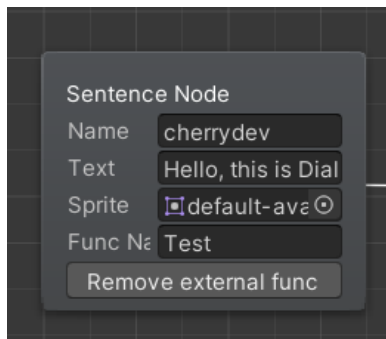 Sentence Node
Name cherrydev
Text Hello, this is Dial
Sprite default-ava
Func Na Test
Remove external func